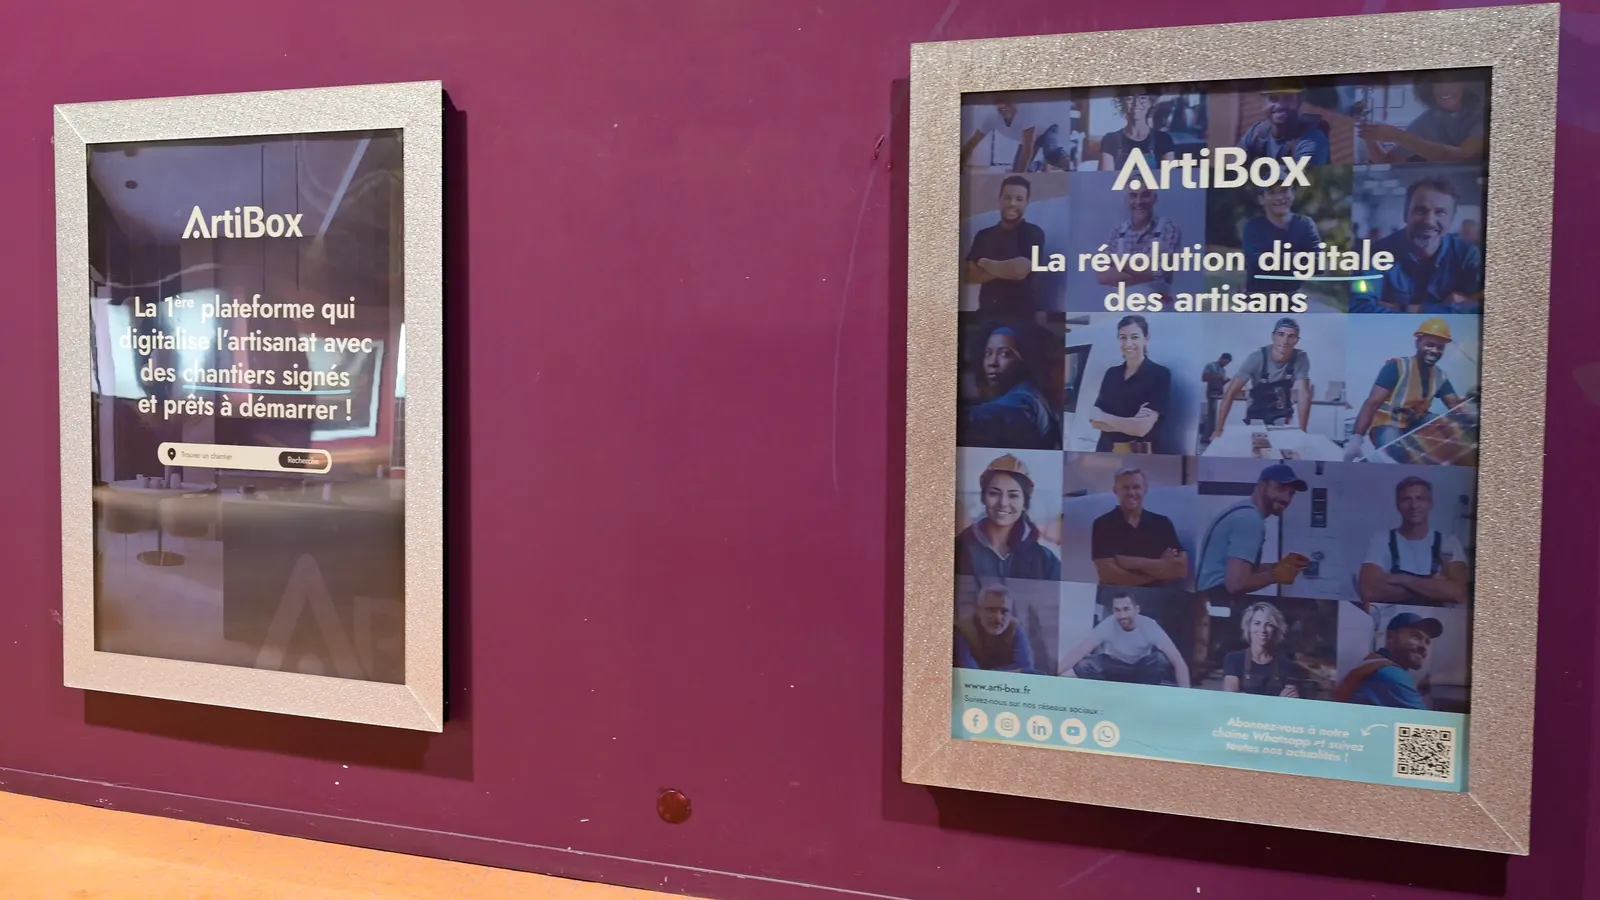 ArtiBox
La 1ère plateforme qui
digitalise l'artisanat avec
des chantiers signés
et prêts à démarrer !
Trouvez un chantier
Recherche
ArtiBox
La révolution digitale
des artisans
www.arti-box.fr
Suivez-nous sur nos réseaux sociaux :
Abonnez-vous à notre
chaîne Whatsapp et suivez
toutes nos actualités !